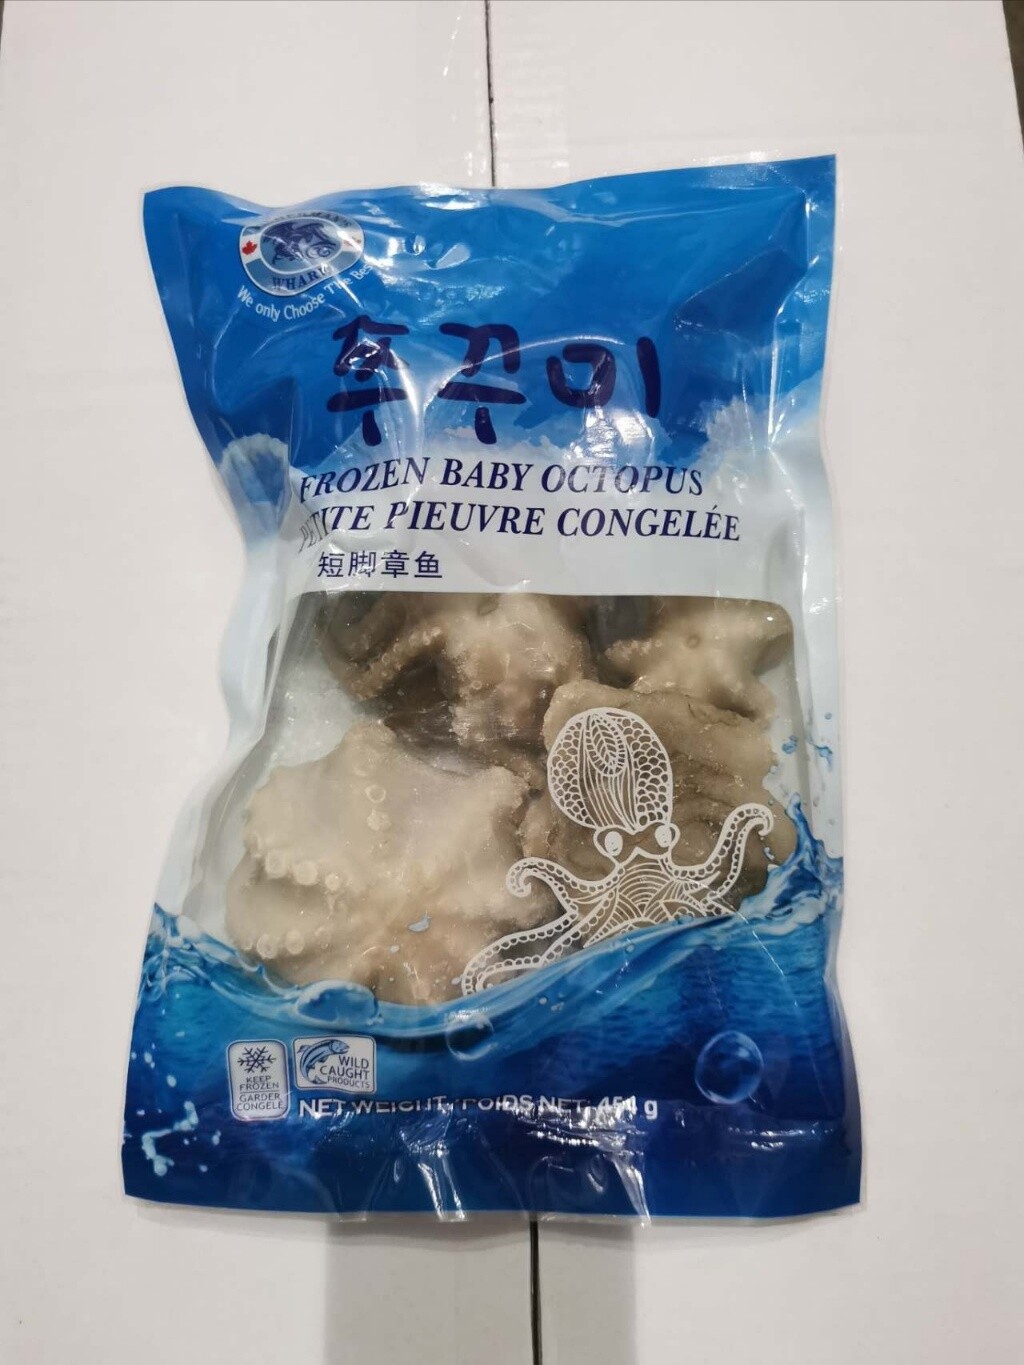 WHARF
We only Choose The Best
주꾸미
FROZEN BABY OCTOPUS
PETITE PIEUVRE CONGELÉE
短脚章鱼
KEEP
FROZEN
GARDER
CONGELÉ
WILD
CAUGHT
PRODUCTS
NET WEIGHT/POIDS NET: 454 g